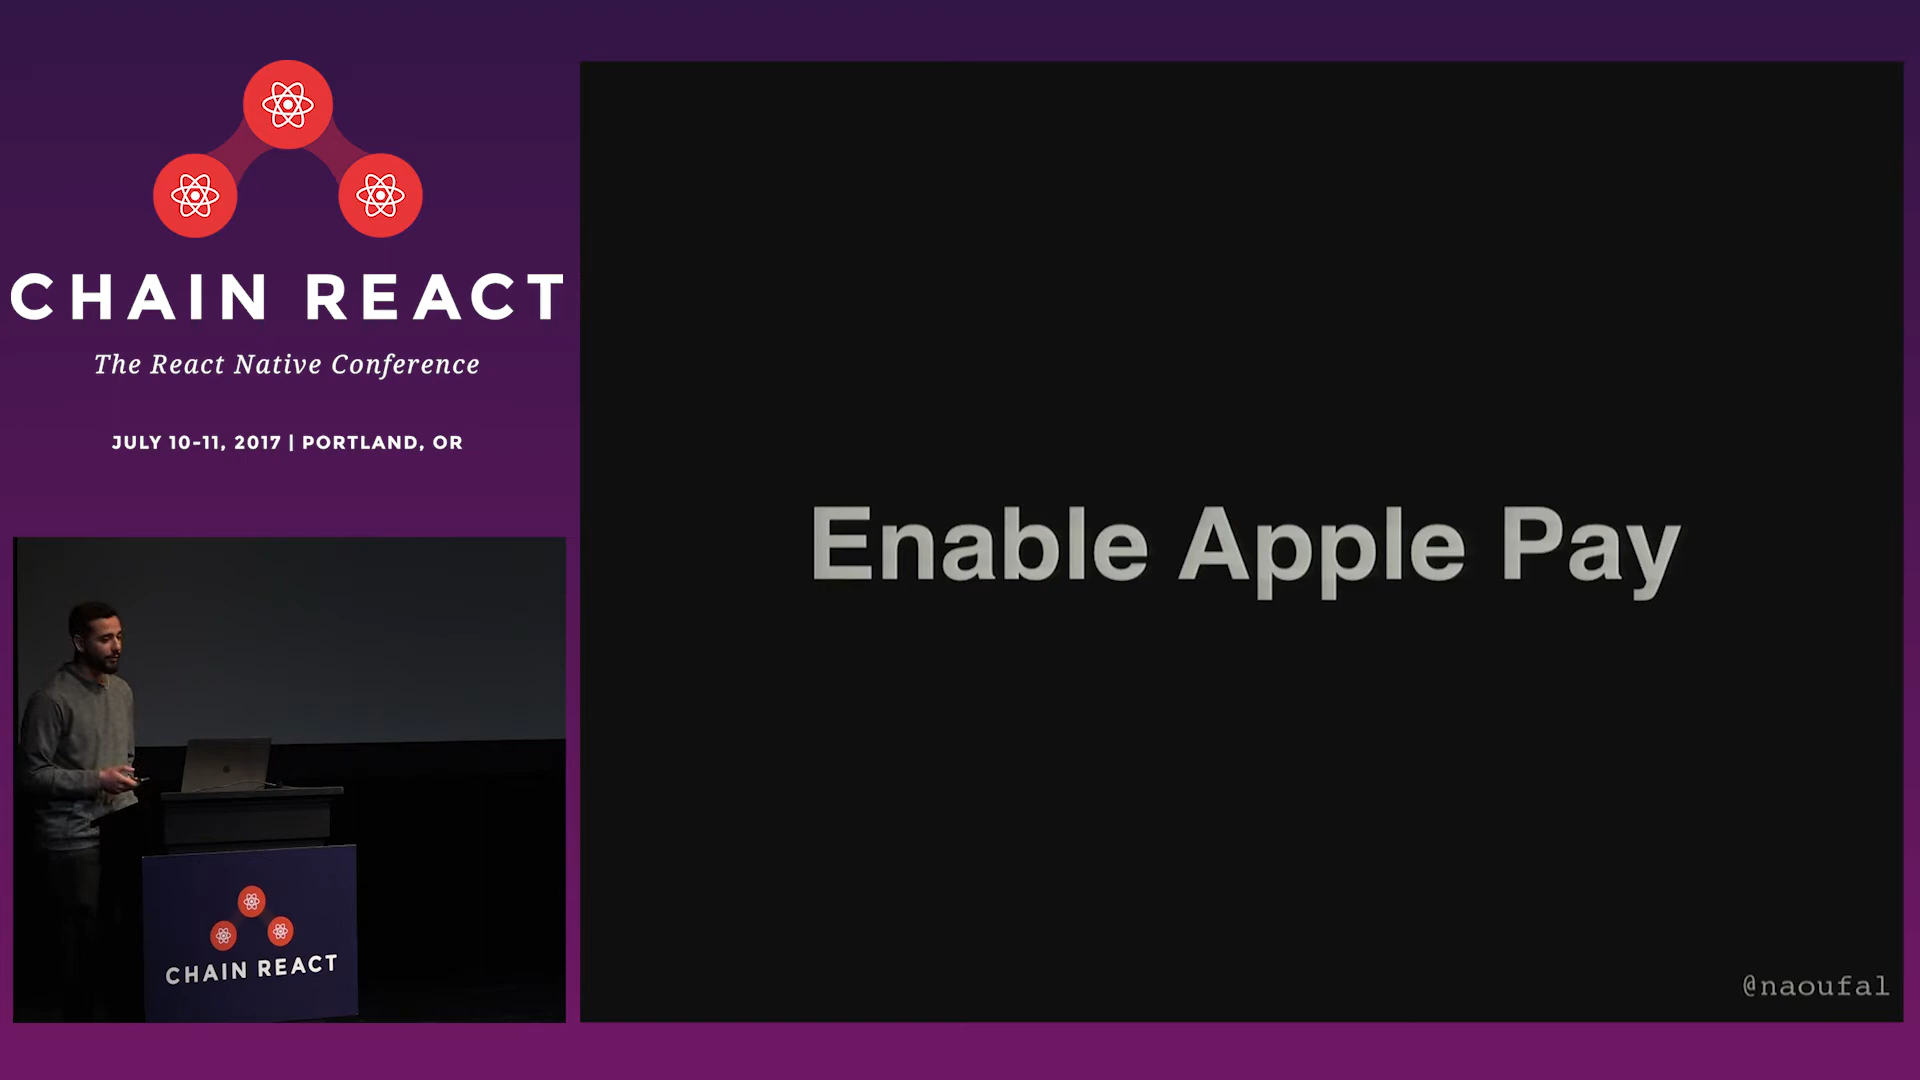 CHAIN REACT
The React Native Conference
JULY 10-11, 2017 | PORTLAND, OR
Enable Apple Pay
@naoufal
CHAIN REACT